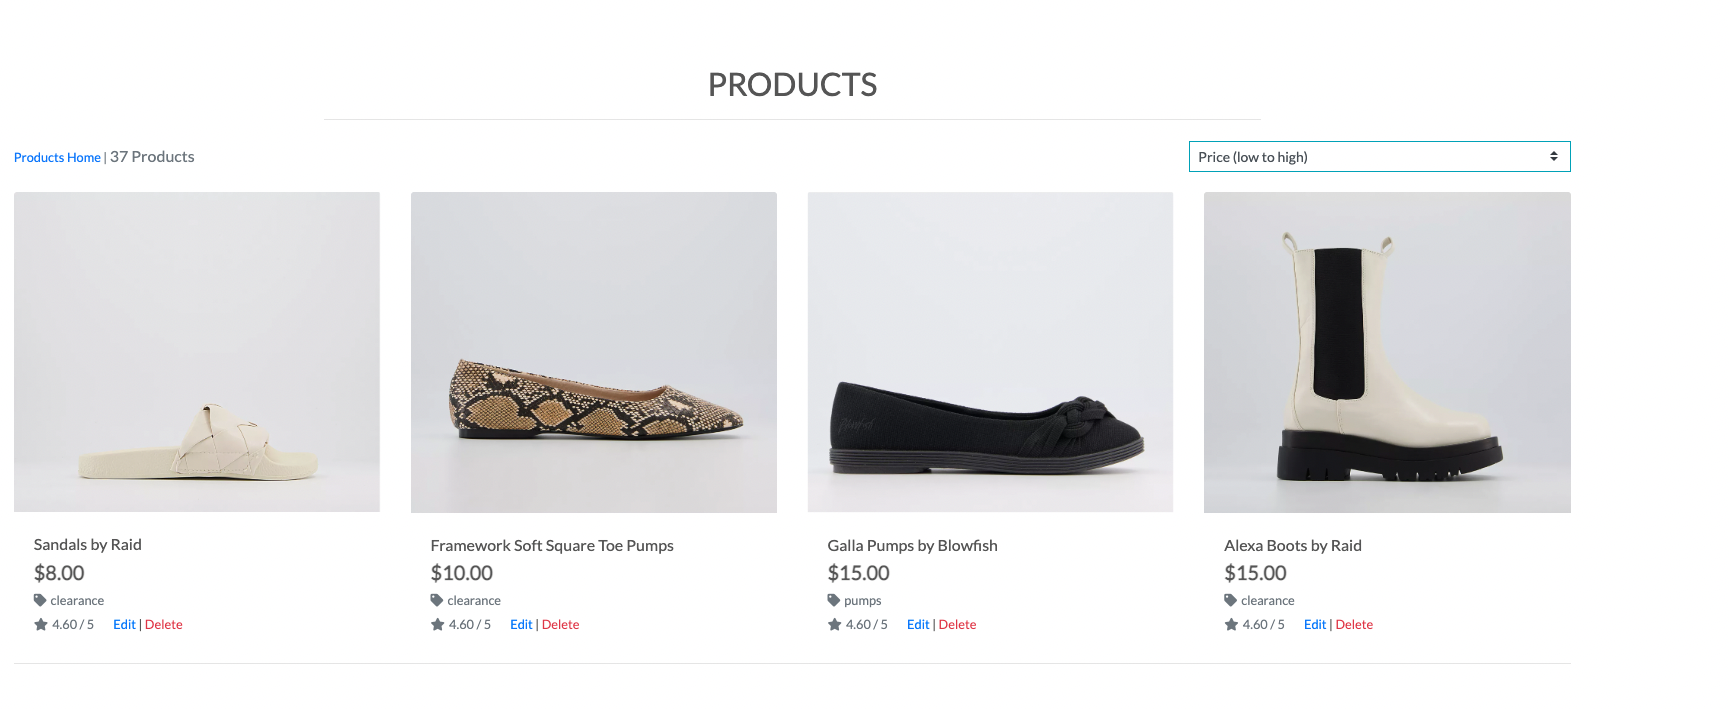 PRODUCTS
Products Home | 37 Products
Price (low to high)
Sandals by Raid
$8.00
clearance
4.60 / 5 Edit | Delete
Framework Soft Square Toe Pumps
$10.00
clearance
4.60 / 5 Edit | Delete
Galla Pumps by Blowfish
$15.00
pumps
4.60 / 5 Edit | Delete
Alexa Boots by Raid
$15.00
clearance
4.60 / 5 Edit | Delete